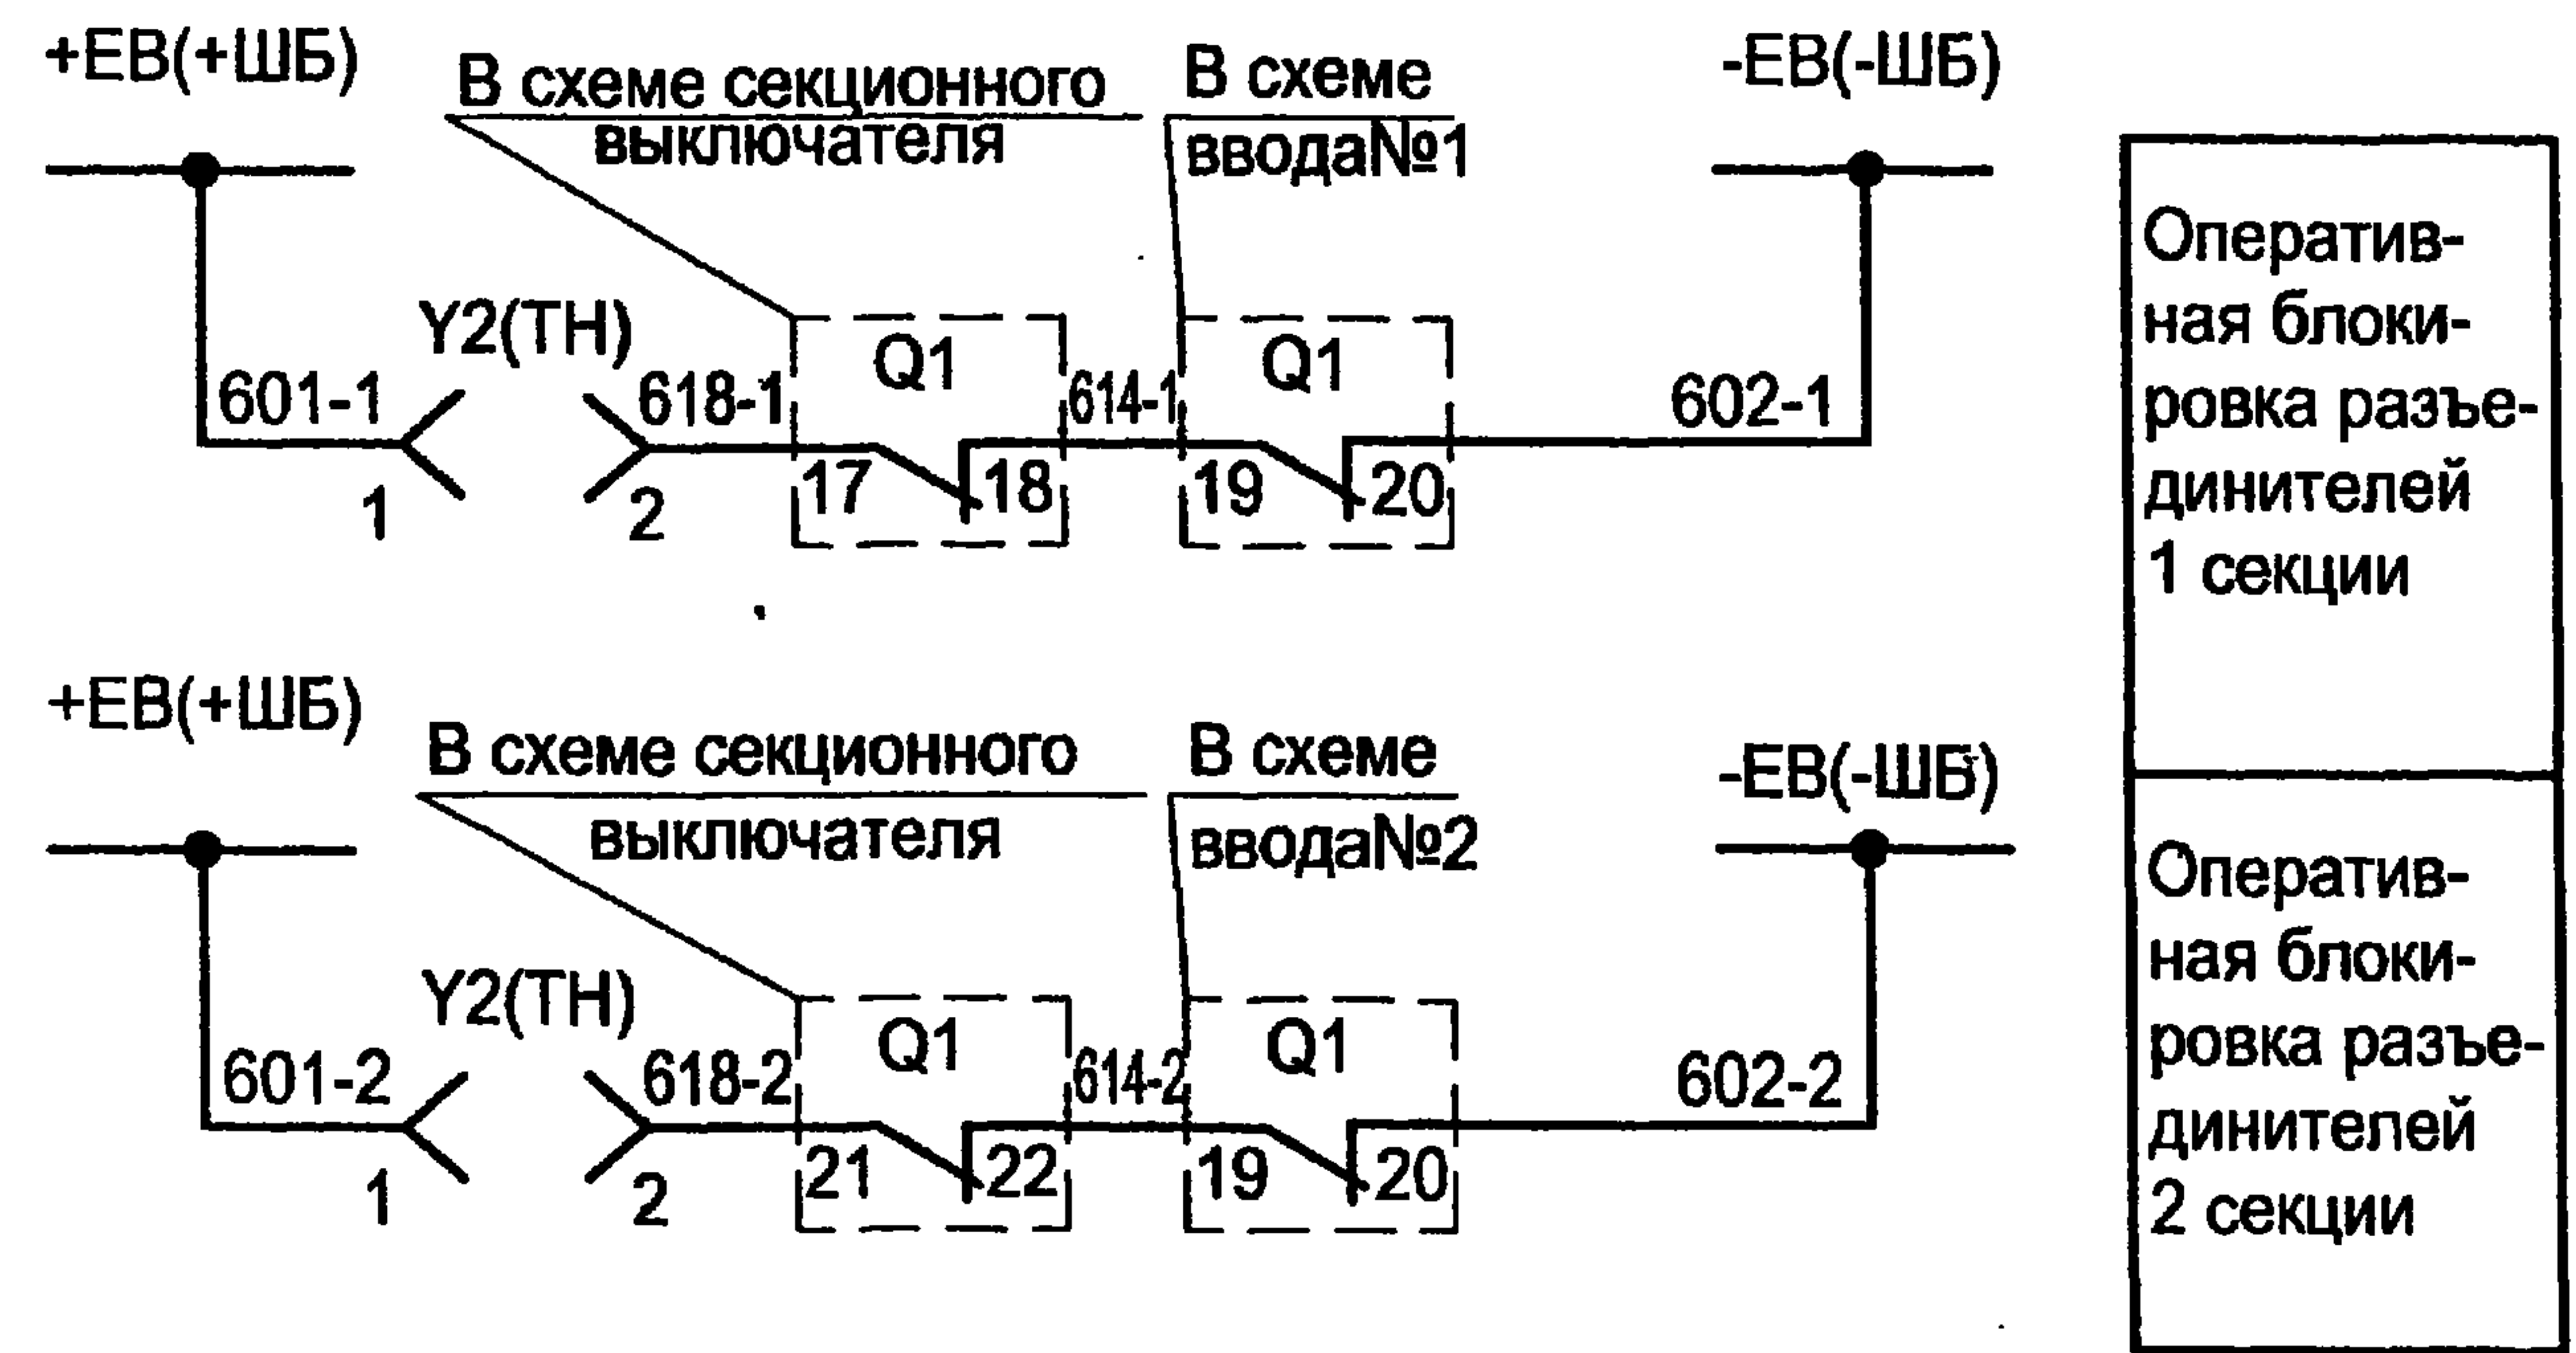 +ЕВ(+ШБ)
В схеме секционного
выключателя
В схеме
ввода№1
-ЕВ(-ШБ)
Y2(ТН)
601-1
618-1
Q1
614-1
Q1
602-1
1
2
17
18
19
20
Оператив-
ная блоки-
ровка разъе-
динителей
1 секции
+ЕВ(+ШБ)
В схеме секционного
выключателя
В схеме
ввода№2
-ЕВ(-ШБ)
Y2(ТН)
601-2
618-2
Q1
614-2
Q1
602-2
1
2
21
22
19
20
Оператив-
ная блоки-
ровка разъе-
динителей
2 секции